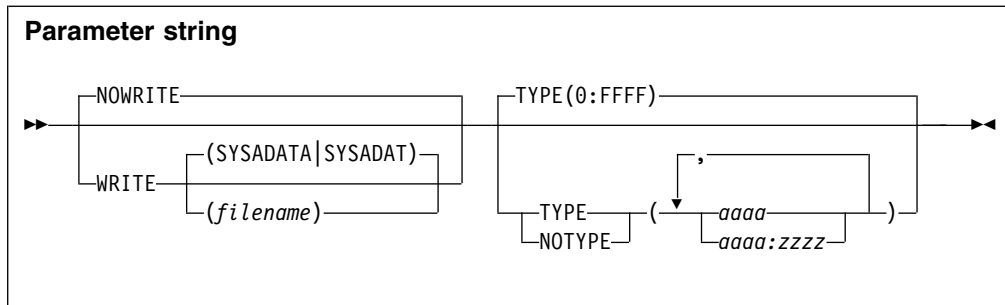 Parameter string
NOWRITE TYPE(0:FFFF)
(SYSADATA|SYSADAT) ,
WRITE
(filename) TYPE ( aaaa )
NOTYPE aaaa:zzzz